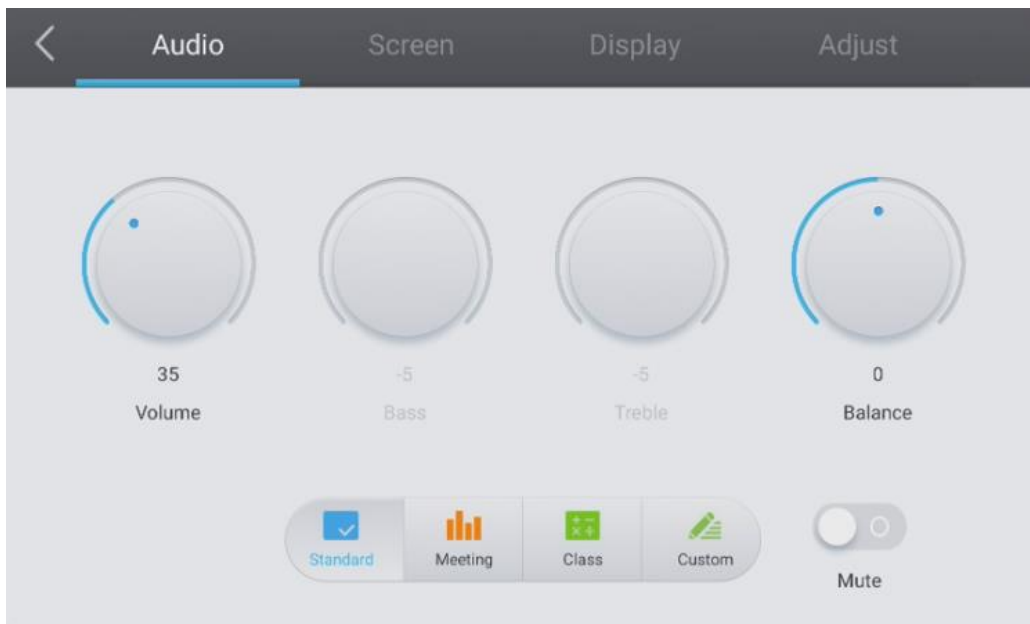 Audio Screen Display Adjust
35 -5 -5 0
Volume Bass Treble Balance
Standard Meeting Class Custom
Mute